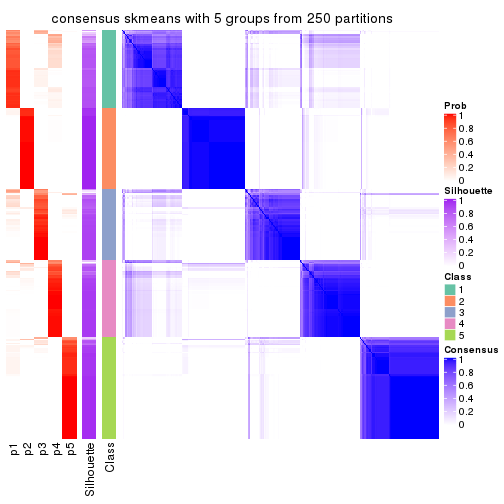 consensus skmeans with 5 groups from 250 partitions
Prob
1
0.8
0.6
0.4
0.2
0
Silhouette
1
0.8
0.6
0.4
0.2
0
Class
1
2
3
4
5
Consensus
1
0.8
0.6
0.4
0.2
0
p1
p2
p3
p4
p5
Silhouette
Class